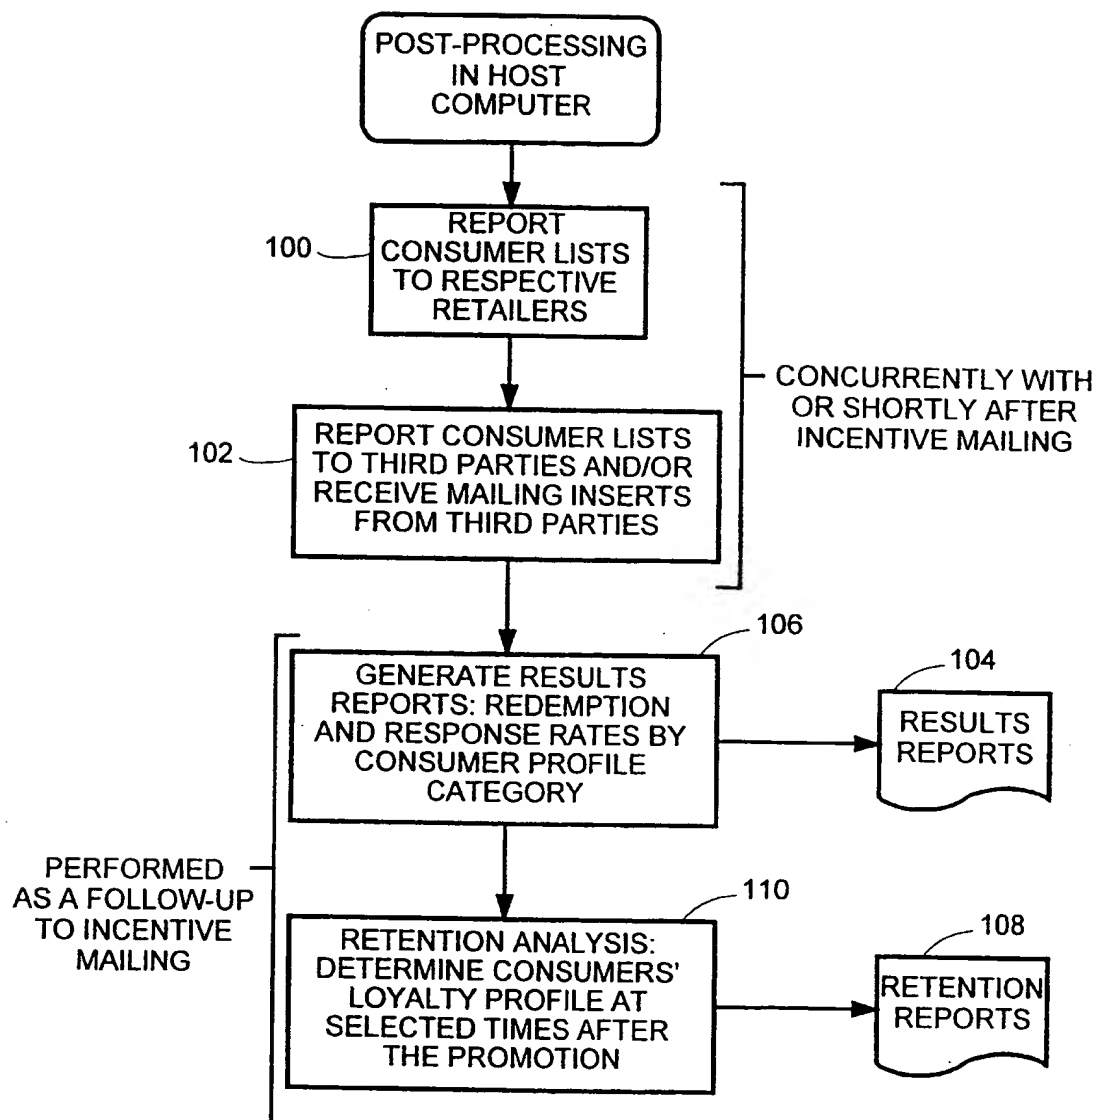 POST-PROCESSING
IN HOST
COMPUTER
100
REPORT
CONSUMER LISTS
TO RESPECTIVE
RETAILERS
102
REPORT CONSUMER LISTS
TO THIRD PARTIES AND/OR
RECEIVE MAILING INSERTS
FROM THIRD PARTIES
CONCURRENTLY WITH
OR SHORTLY AFTER
INCENTIVE MAILING
106
GENERATE RESULTS
REPORTS: REDEMPTION
AND RESPONSE RATES BY
CONSUMER PROFILE
CATEGORY
104
RESULTS
REPORTS
PERFORMED
AS A FOLLOW-UP
TO INCENTIVE
MAILING
110
RETENTION ANALYSIS:
DETERMINE CONSUMERS'
LOYALTY PROFILE AT
SELECTED TIMES AFTER
THE PROMOTION
108
RETENTION
REPORTS